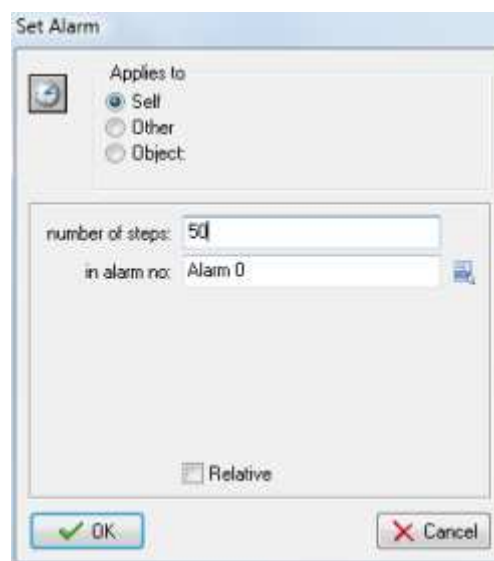 Set Alarm
Applies to
Self
Other
Object:
number of steps: 50
in alarm no: Alarm 0
Relative
OK
Cancel